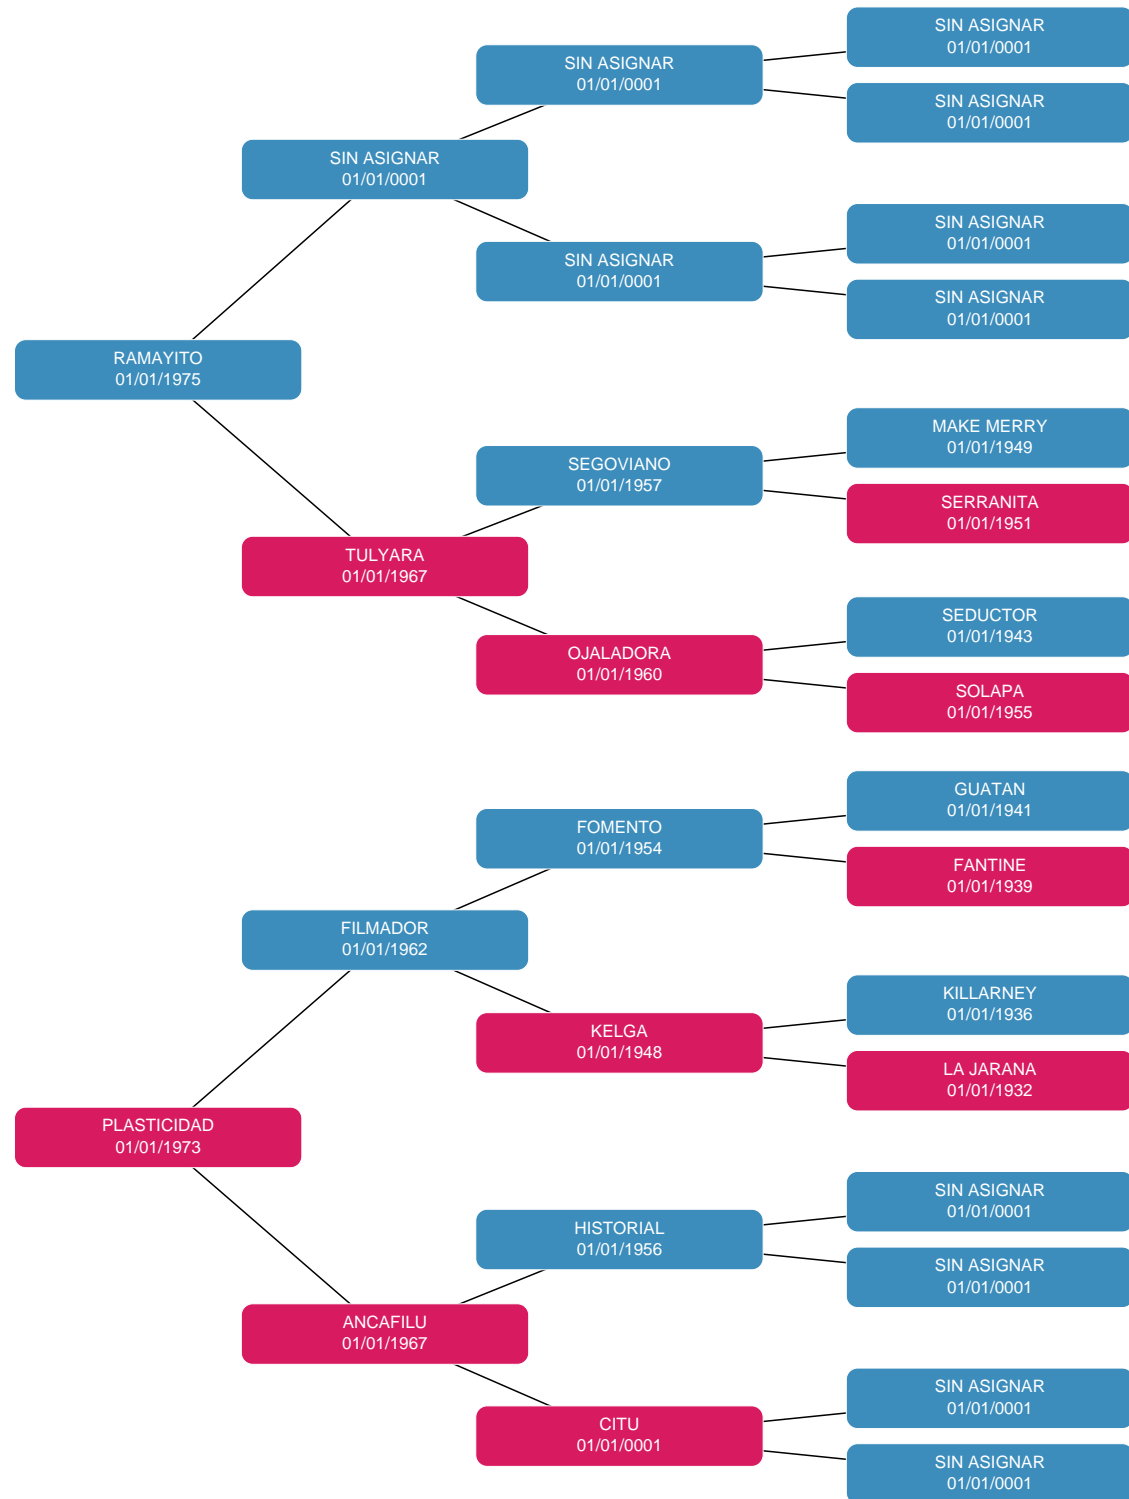 SIN ASIGNAR
01/01/0001
SIN ASIGNAR
01/01/0001
SIN ASIGNAR
01/01/0001
SIN ASIGNAR
01/01/0001
SIN ASIGNAR
01/01/0001
SIN ASIGNAR
01/01/0001
SIN ASIGNAR
01/01/0001
RAMAYITO
01/01/1975
MAKE MERRY
01/01/1949
SEGOVIANO
01/01/1957
SERRANITA
01/01/1951
TULYARA
01/01/1967
SEDUCTOR
01/01/1943
OJALADORA
01/01/1960
SOLAPA
01/01/1955
GUATAN
01/01/1941
FOMENTO
01/01/1954
FANTINE
01/01/1939
FILMADOR
01/01/1962
KILLARNEY
01/01/1936
KELGA
01/01/1948
LA JARANA
01/01/1932
PLASTICIDAD
01/01/1973
SIN ASIGNAR
01/01/0001
HISTORIAL
01/01/1956
SIN ASIGNAR
01/01/0001
ANCAFILU
01/01/1967
SIN ASIGNAR
01/01/0001
CITU
01/01/0001
SIN ASIGNAR
01/01/0001